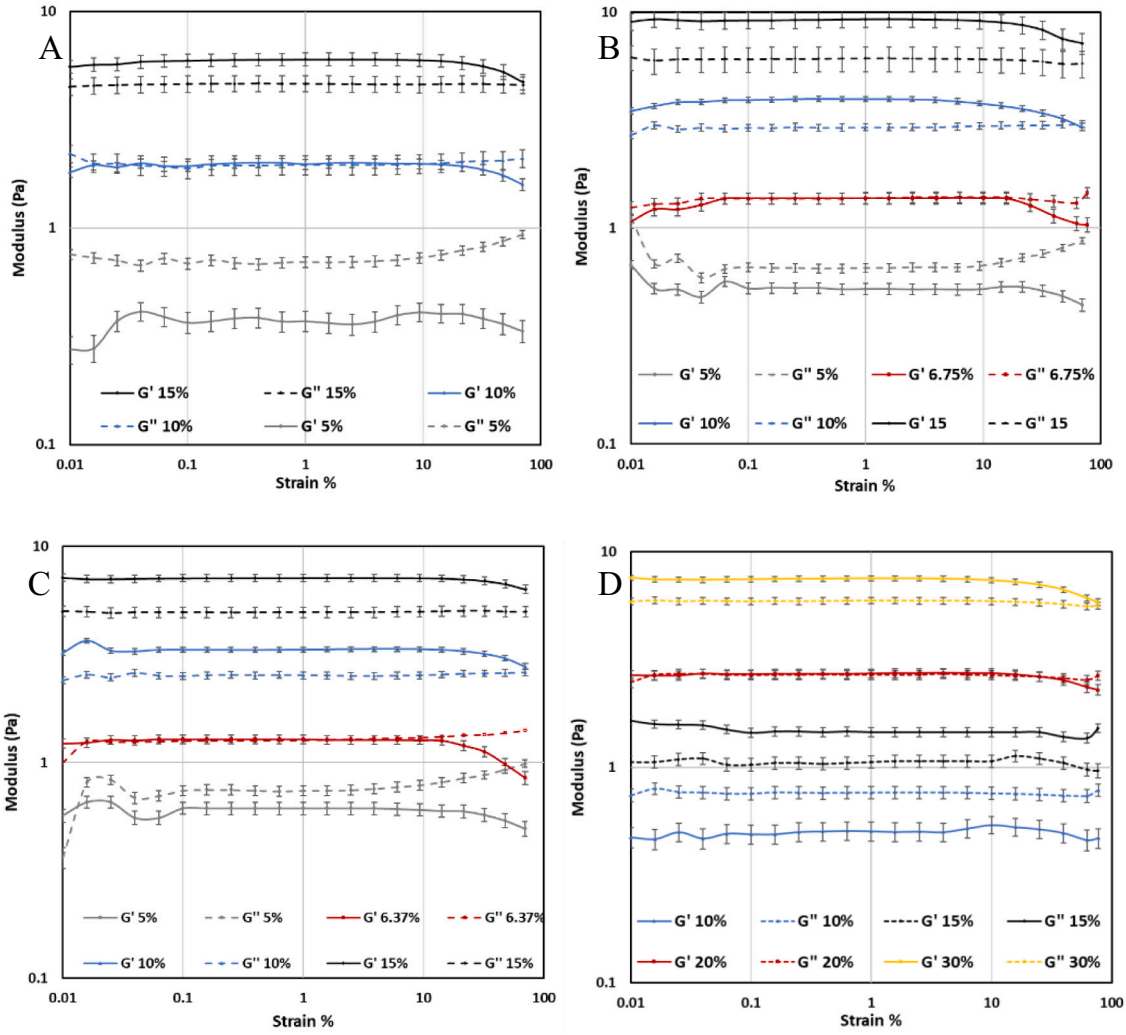 A
10
1
0.1
Modulus (Pa)
G' 15% G'' 15% G' 10%
G'' 10% G' 5% G'' 5%
0.01 0.1 1 10 100
Strain %
B
10
1
0.1
Modulus (Pa)
G' 5% G'' 5% G' 6.75% G'' 6.75%
G' 10% G'' 10% G' 15 G'' 15
0.01 0.1 1 10 100
Strain %
C
10
1
0.1
Modulus (Pa)
G' 5% G'' 5% G' 6.37% G'' 6.37%
G' 10% G'' 10% G' 15% G'' 15%
0.01 0.1 1 10 100
Strain %
D
10
1
0.1
Modulus (Pa)
G' 10% G'' 10% G' 15% G'' 15%
G' 20% G'' 20% G' 30% G'' 30%
0.01 0.1 1 10 100
Strain %